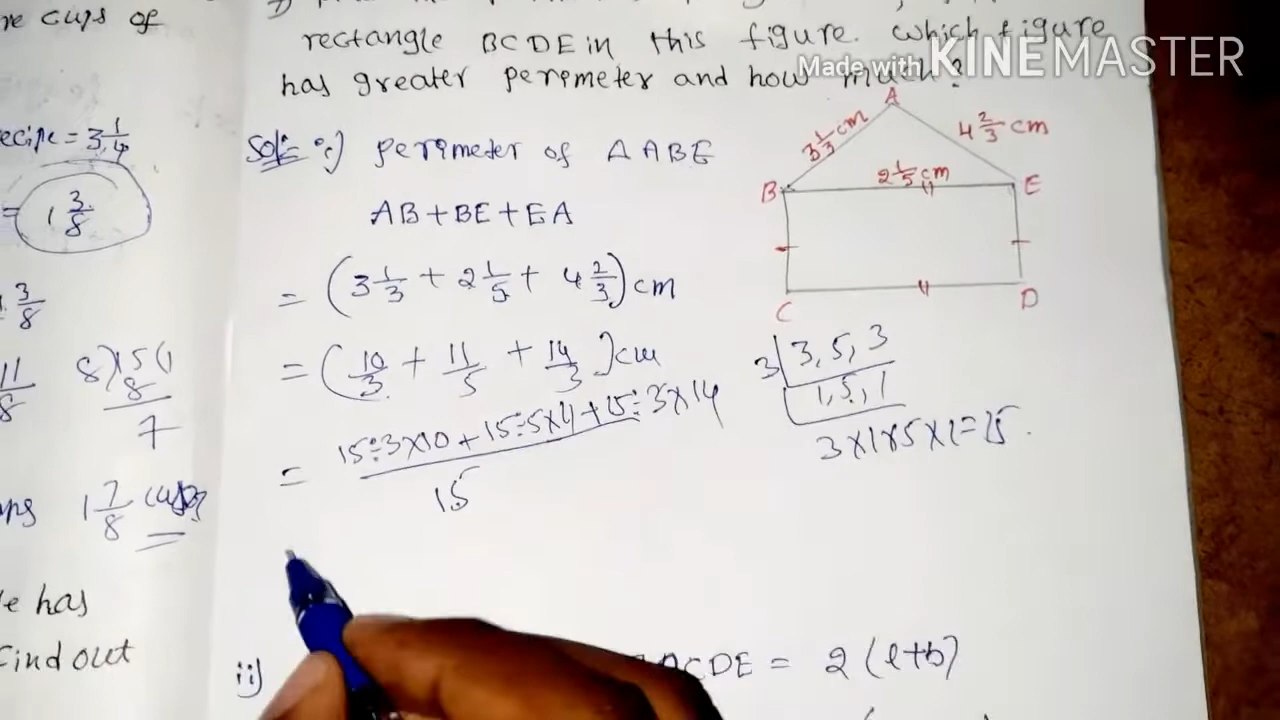 re cups of
rectangle BCDE in this figure. which figure
has greater perimeter and how much?
Made with KINEMASTER
ecipe = 3 1/4
= 1 3/8
3/8
11/8
8)15(1
8
7
1 7/8 cups
le has
Find out
Soln: i) perimeter of ΔABE
AB+BE+EA
= (3 1/3 + 2 1/5 + 4 2/3) cm
= (10/3 + 11/5 + 14/3) cm
= 15÷3×10 + 15÷5×11 + 15÷3×14
15
A
3 1/3 cm
4 2/3 cm
2 1/5 cm
B
E
C
D
3 | 3, 5, 3
1, 5, 1
3×1×5×1=15
ii)
BCDE = 2(l+b)